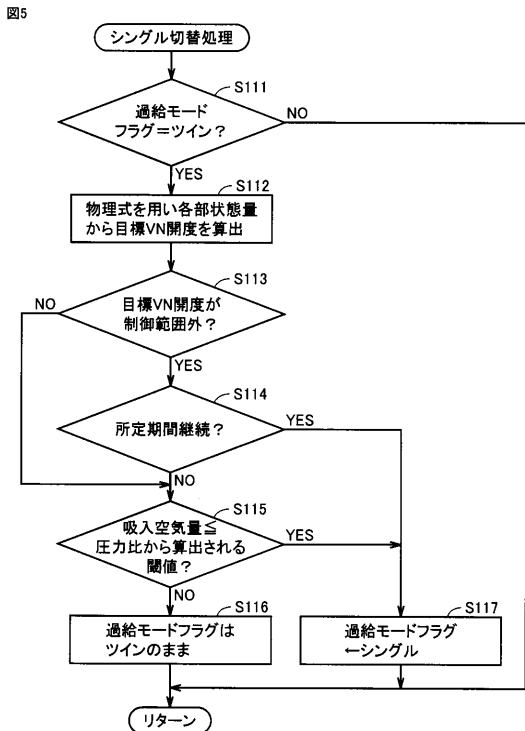 図5
シングル切替処理
S111
過給モード
フラグ＝ツイン？
NO
YES
S112
物理式を用い各部状態量
から目標VN開度を算出
S113
NO
目標VN開度が
制御範囲外？
YES
S114
所定期間継続？
YES
NO
S115
吸入空気量≦
圧力比から算出される
閾値？
YES
NO
S116
過給モードフラグは
ツインのまま
S117
過給モードフラグ
←シングル
リターン